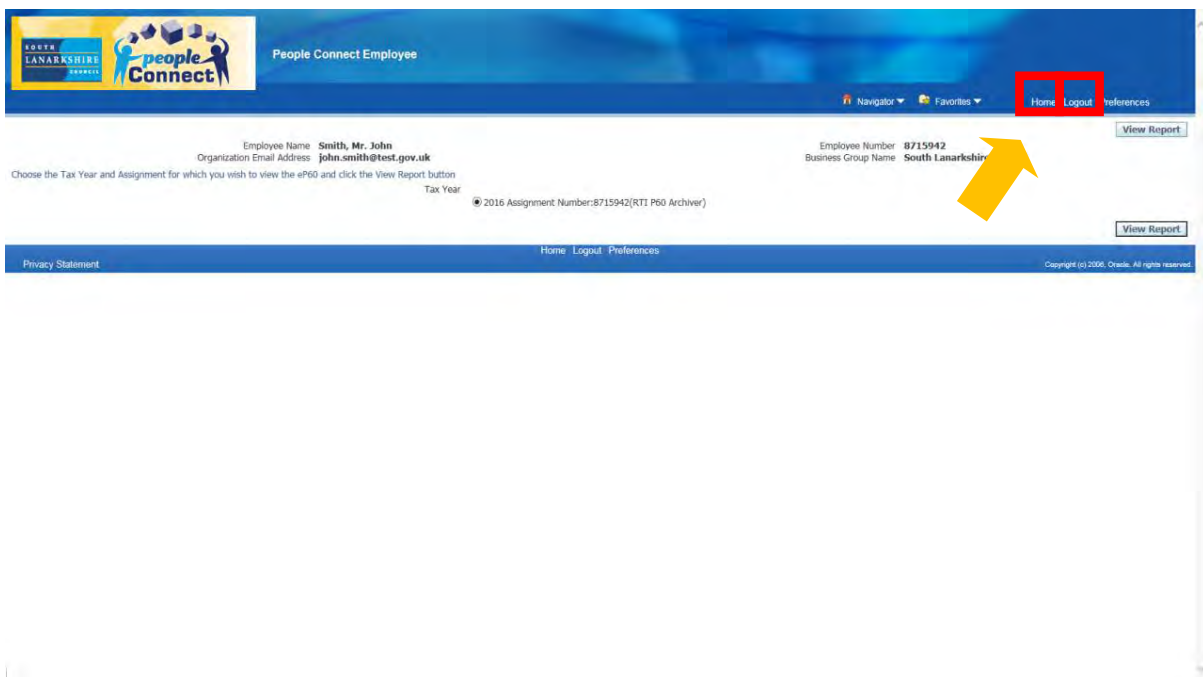 SOUTH
LANARKSHIRE
COUNCIL
people
Connect
People Connect Employee
Navigator Favorites Home Logout Preferences
View Report
Employee Name Smith, Mr. John Employee Number 8715942
Organization Email Address john.smith@test.gov.uk Business Group Name South Lanarkshire
Choose the Tax Year and Assignment for which you wish to view the eP60 and click the View Report button
Tax Year
2016 Assignment Number:8715942(RTI P60 Archiver)
View Report
Home Logout Preferences
Privacy Statement Copyright (c) 2006, Oracle. All rights reserved.